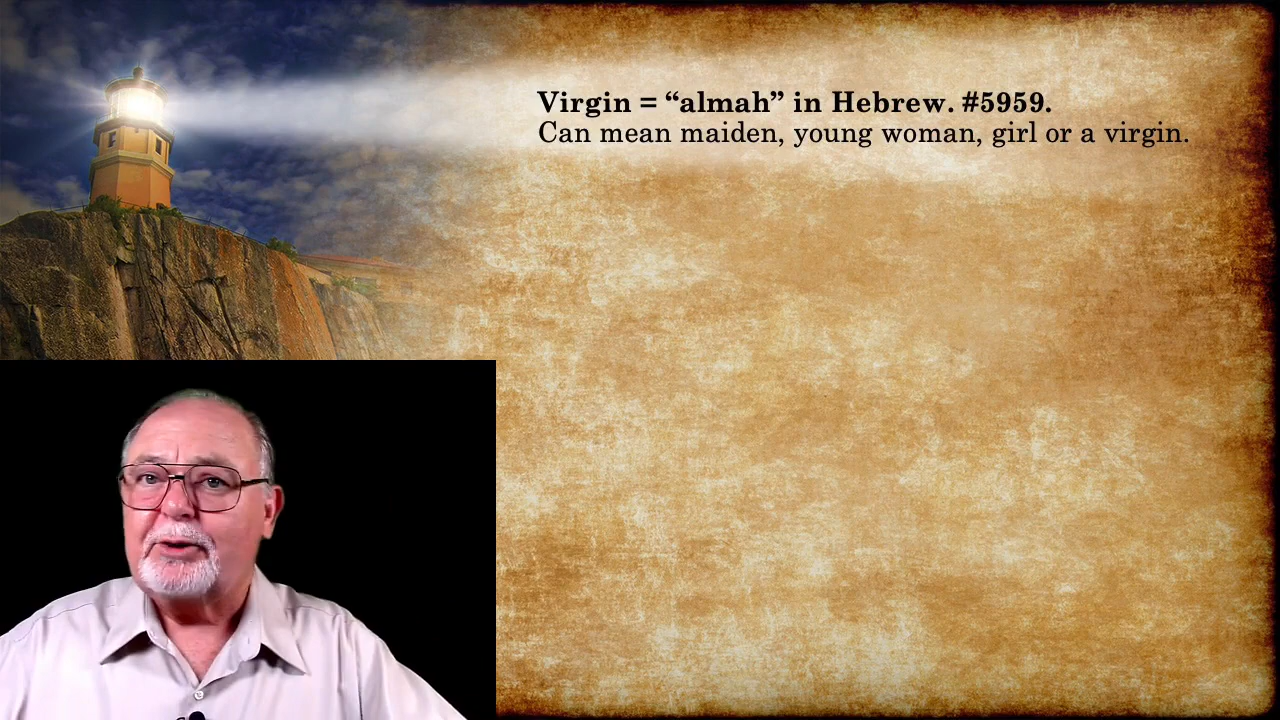 Virgin = “almah” in Hebrew. #5959.
Can mean maiden, young woman, girl or a virgin.